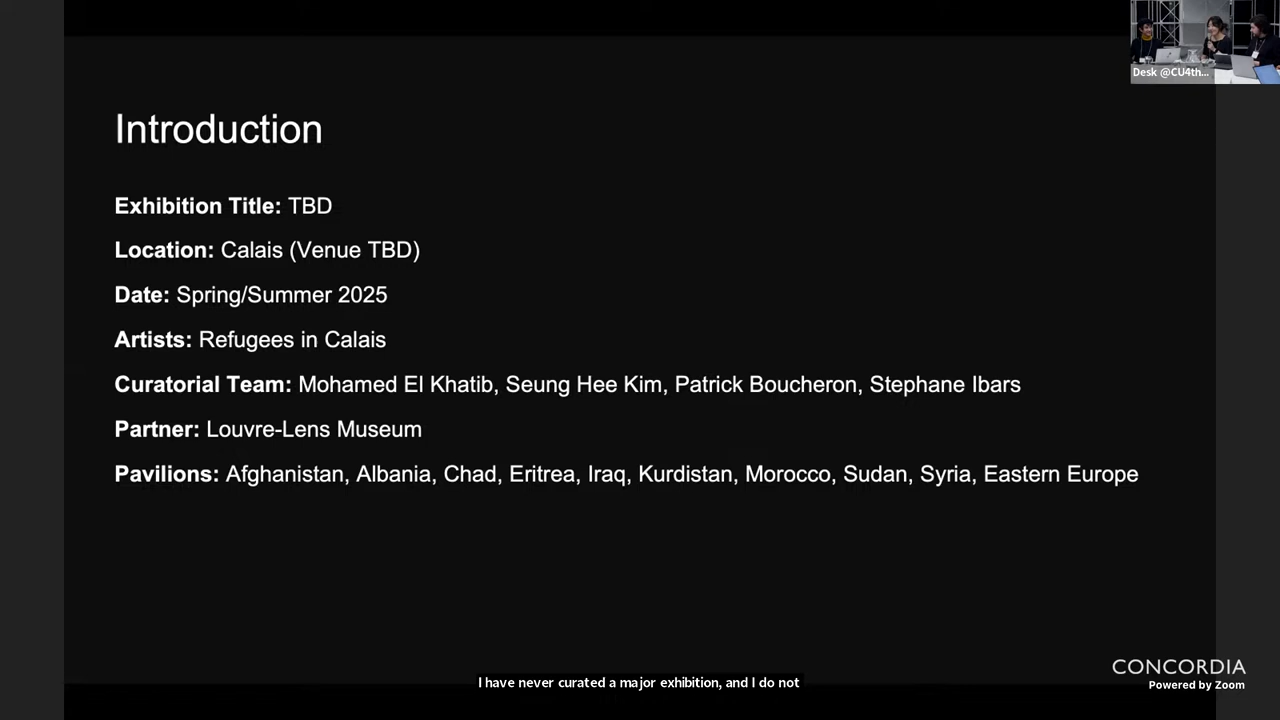 Desk @CU4th...
Introduction
Exhibition Title: TBD
Location: Calais (Venue TBD)
Date: Spring/Summer 2025
Artists: Refugees in Calais
Curatorial Team: Mohamed El Khatib, Seung Hee Kim, Patrick Boucheron, Stephane Ibars
Partner: Louvre-Lens Museum
Pavilions: Afghanistan, Albania, Chad, Eritrea, Iraq, Kurdistan, Morocco, Sudan, Syria, Eastern Europe
CONCORDIA
Powered by Zoom
I have never curated a major exhibition, and I do not